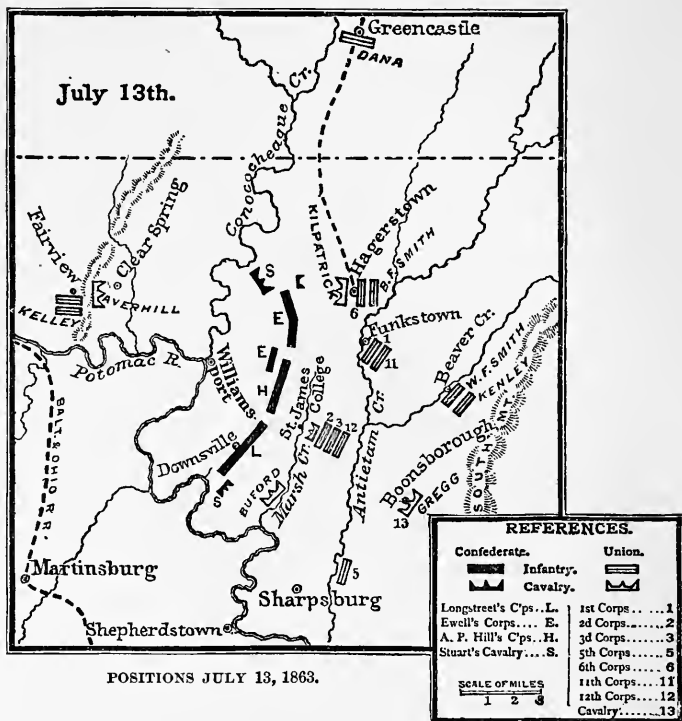 Greencastle
DANA
July 13th.
Conococheague Cr.
Fairview
Clear Spring
KELLEY
AVERHILL
KILPATRICK
Hagerstown
B.F. SMITH
6
S
E
E
H
L
S
Funkstown
1
11
Beaver Cr.
W.F. SMITH
KENLEY
Potomac R.
Williams-
port
St. James
College
2 3 12
Downsville
BUFORD
Marsh Cr.
Antietam Cr.
Boonsborough
GREGG
13
SOUTH MT.
BALT & OHIO R.R.
Martinsburg
5
Sharpsburg
Shepherdstown
REFERENCES.
Confederate. Union.
Infantry.
Cavalry.
Longstreet's C'ps..L.
Ewell's Corps... E.
A. P. Hill's C'ps.H.
Stuart's Cavalry....S.
1st Corps....1
2d Corps....2
3d Corps....3
5th Corps....5
6th Corps....6
11th Corps....11
12th Corps....12
Cavalry....13
SCALE OF MILES
1 2 3
POSITIONS JULY 13, 1863.